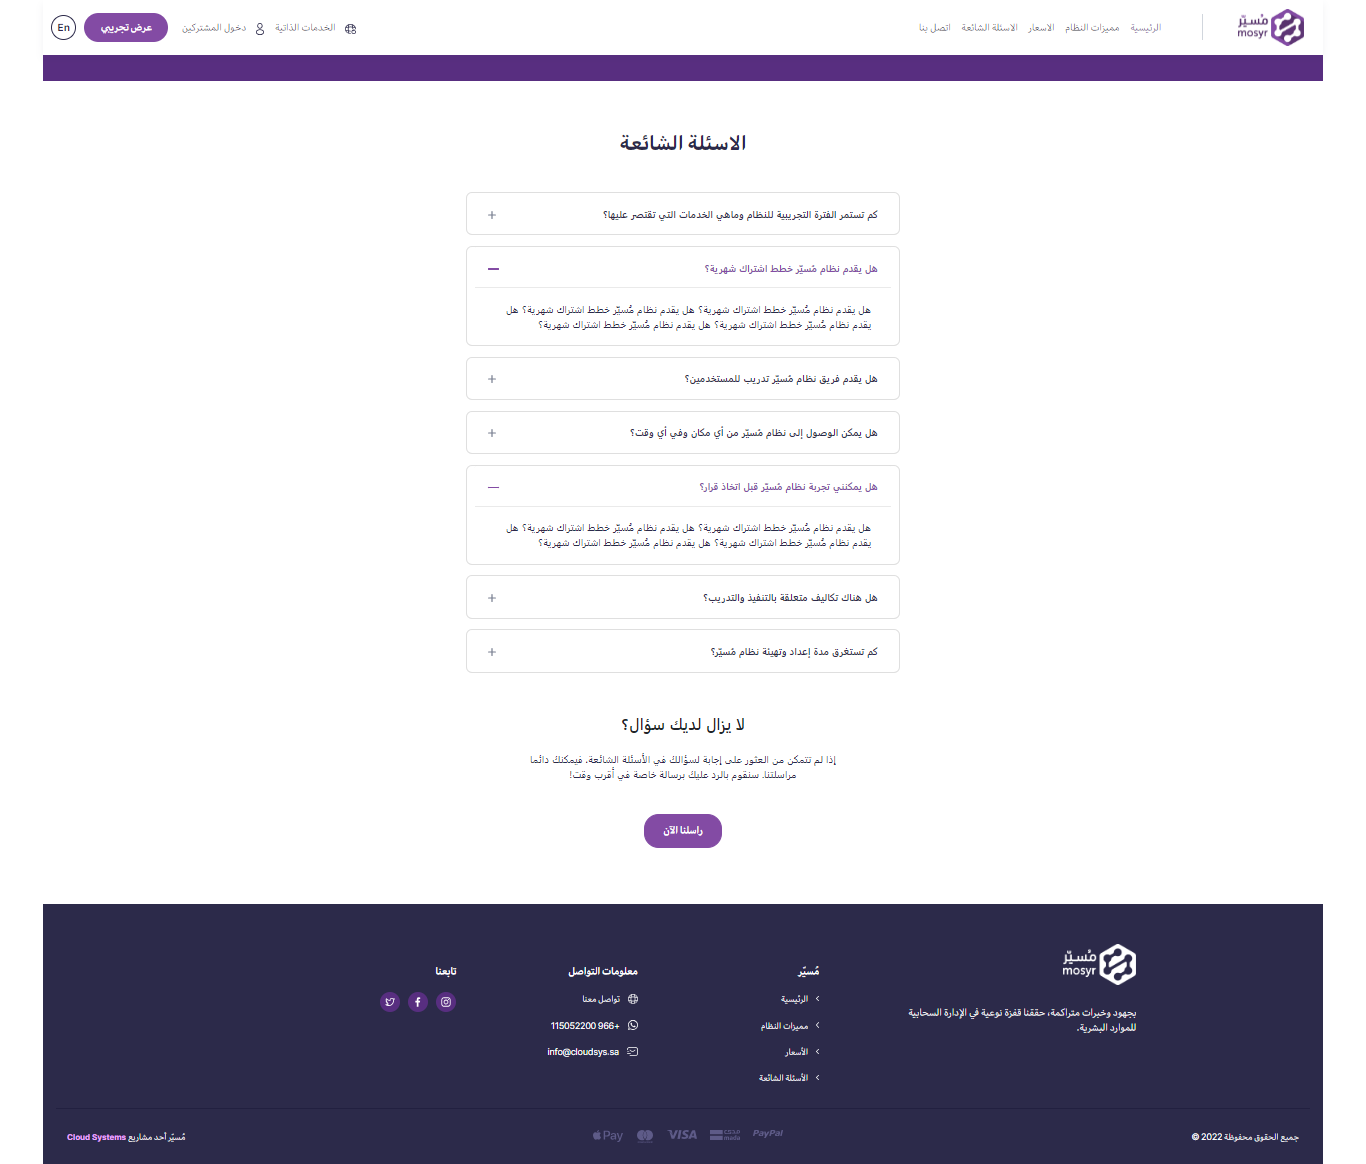 مُسيّر
mosyr
الرئيسية
مميزات النظام
الاسعار
الاسئلة الشائعة
اتصل بنا
الخدمات الذاتية
دخول المشتركين
عرض تجريبي
En
الاسئلة الشائعة
كم تستمر الفترة التجريبية للنظام وماهي الخدمات التي تقتصر عليها؟
هل يقدم نظام مُسيّر خطط اشتراك شهرية؟
هل يقدم نظام مُسيّر خطط اشتراك شهرية؟ هل يقدم نظام مُسيّر خطط اشتراك شهرية؟ هل
يقدم نظام مُسيّر خطط اشتراك شهرية؟ هل يقدم نظام مُسيّر خطط اشتراك شهرية؟
هل يقدم فريق نظام مُسيّر تدريب للمستخدمين؟
هل يمكن الوصول إلى نظام مُسيّر من أي مكان وفي أي وقت؟
هل يمكنني تجربة نظام مُسيّر قبل اتخاذ قرار؟
هل يقدم نظام مُسيّر خطط اشتراك شهرية؟ هل يقدم نظام مُسيّر خطط اشتراك شهرية؟ هل
يقدم نظام مُسيّر خطط اشتراك شهرية؟ هل يقدم نظام مُسيّر خطط اشتراك شهرية؟
هل هناك تكاليف متعلقة بالتنفيذ والتدريب؟
كم تستغرق مدة إعداد وتهيئة نظام مُسيّر؟
لا يزال لديك سؤال؟
إذا لم تتمكن من العثور على إجابة لسؤالك في الأسئلة الشائعة، فيمكنك دائما
مراسلتنا. سنقوم بالرد عليك برسالة خاصة في أقرب وقت!
راسلنا الآن
مُسيّر
mosyr
بجهود وخبرات متراكمة، حققنا قفزة نوعية في الإدارة السحابية
للموارد البشرية.
مُسيّر
الرئيسية
مميزات النظام
الأسعار
الأسئلة الشائعة
معلومات التواصل
تواصل معنا
+966 115052200
info@cloudsys.sa
تابعنا
جميع الحقوق محفوظة 2022 ©
PayPal
مدى
mada
VISA
Pay
مُسيّر أحد مشاريع Cloud Systems